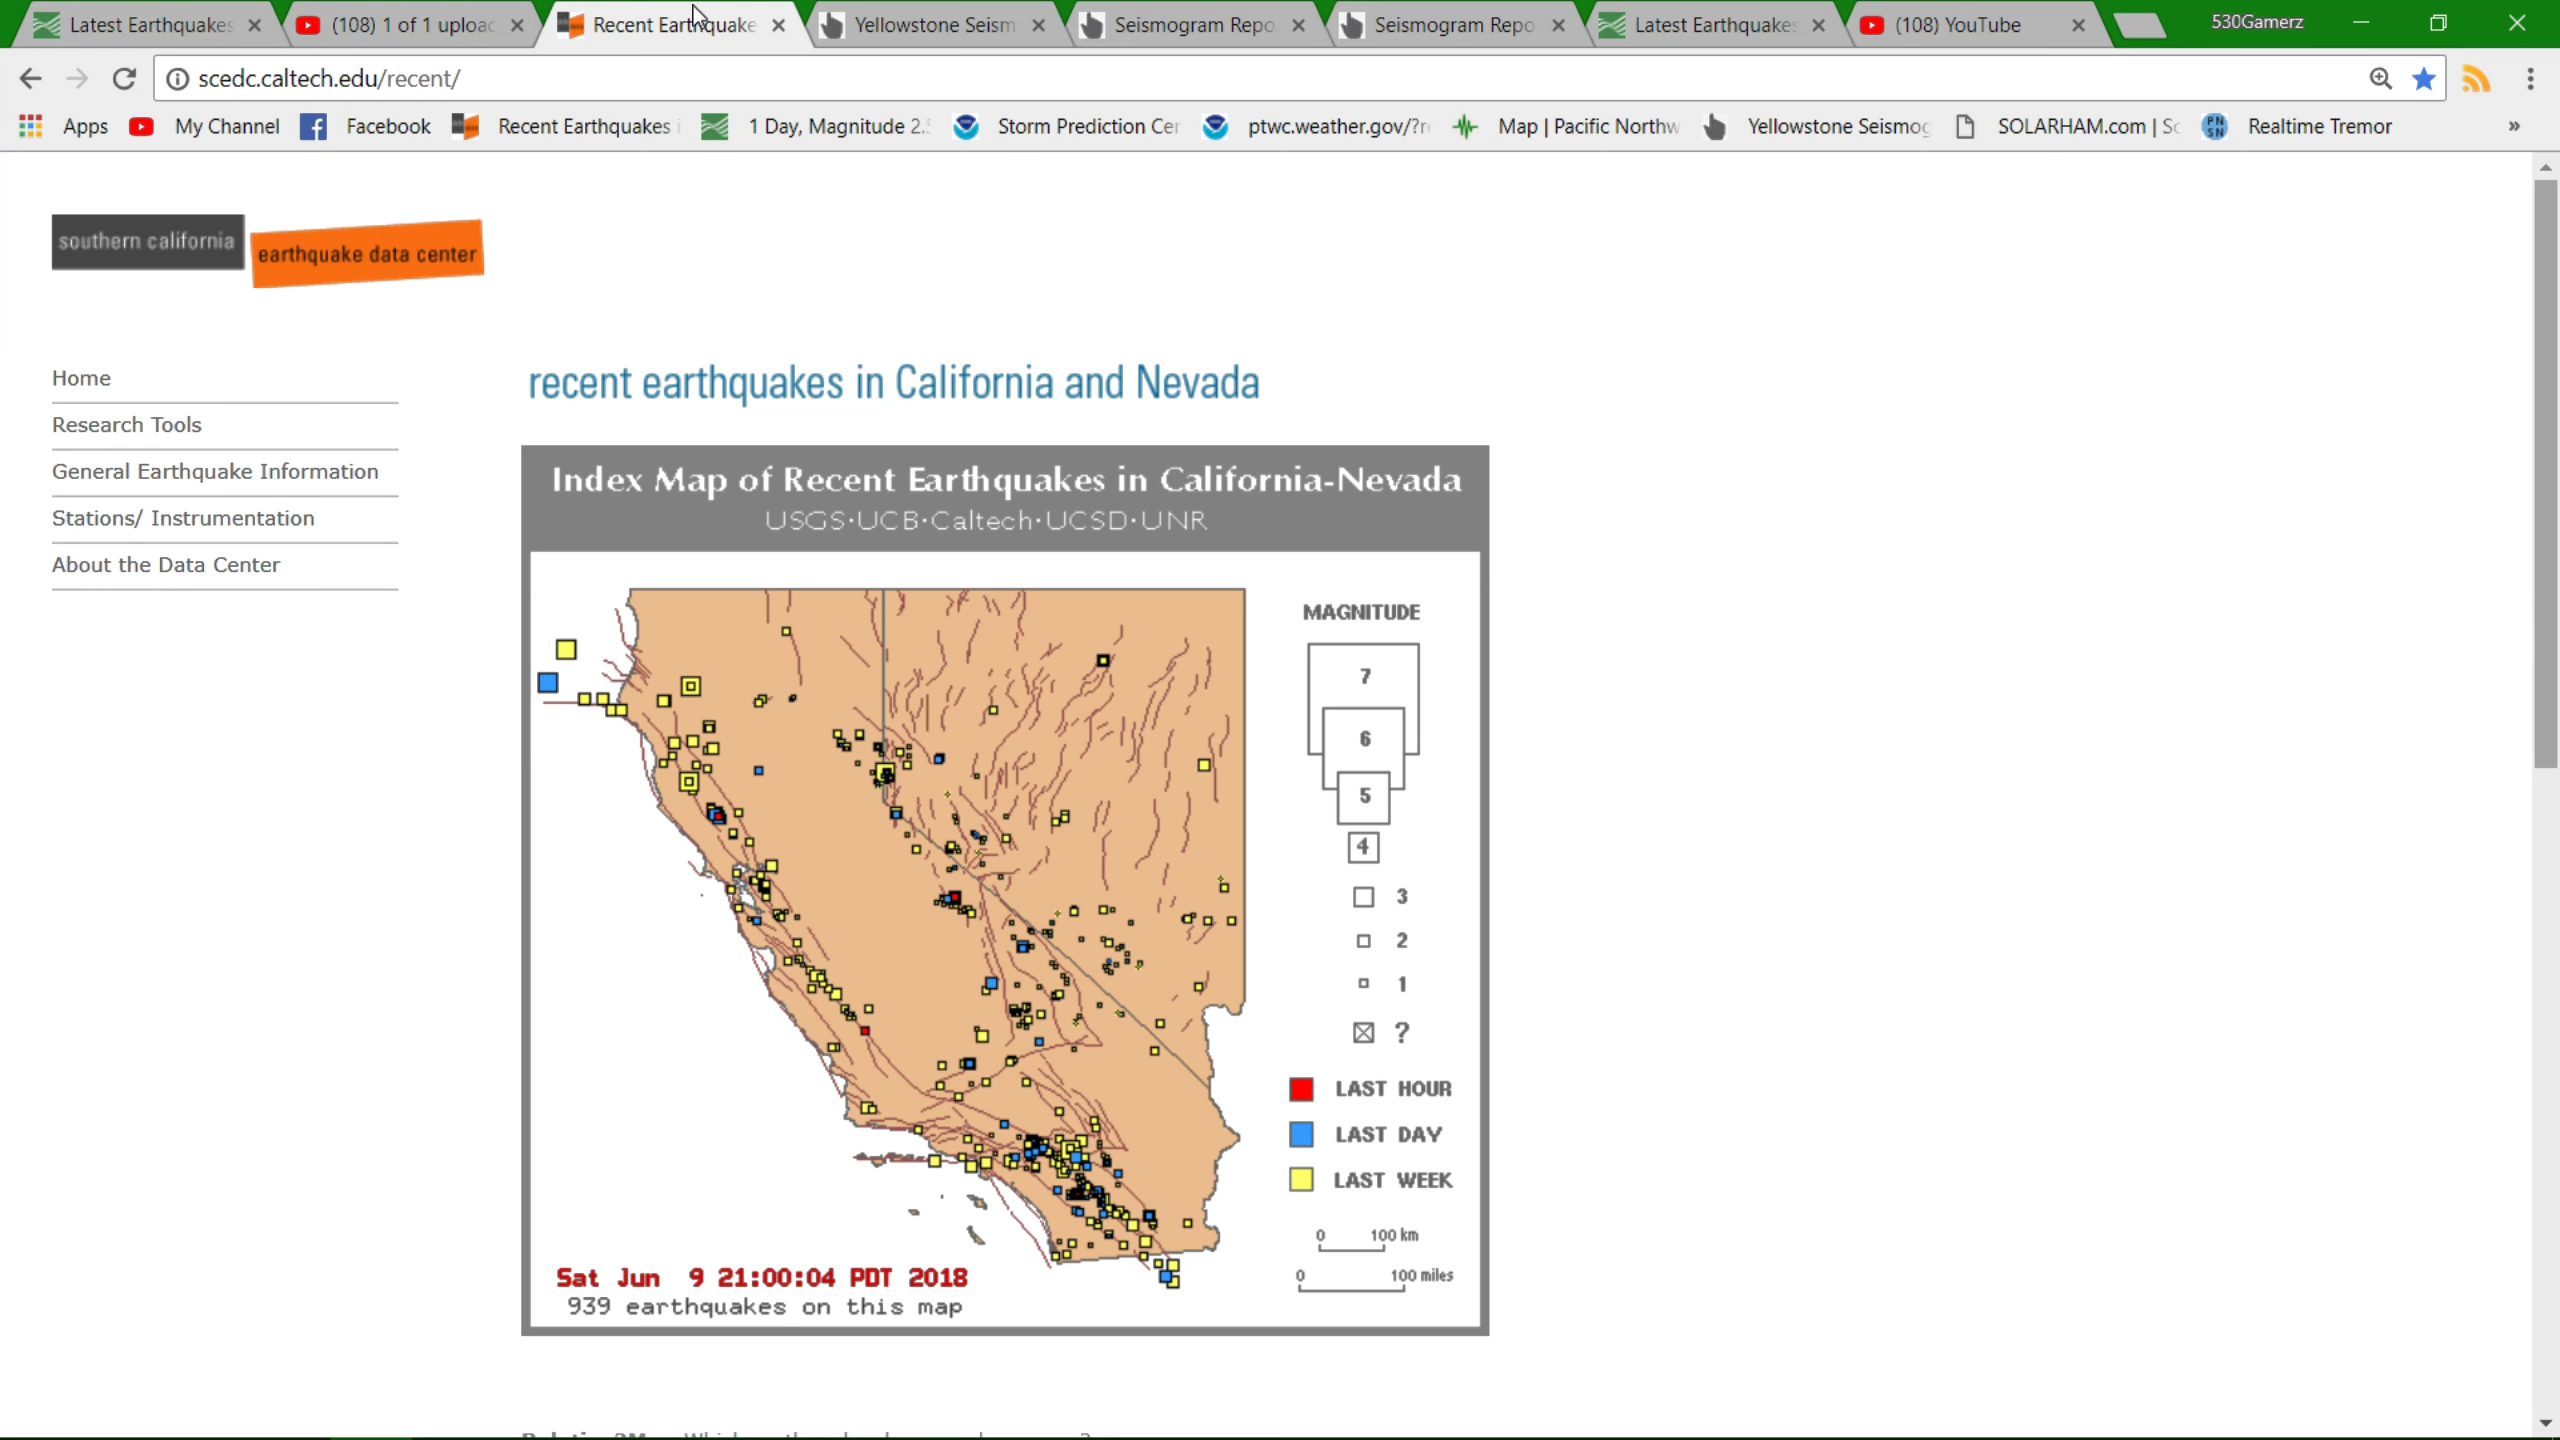 Latest Earthquakes
(108) 1 of 1 uploac
Recent Earthquake
Yellowstone Seism
Seismogram Repo
Seismogram Repo
Latest Earthquakes
(108) YouTube
530Gamerz
scedc.caltech.edu/recent/
Apps
My Channel
Facebook
Recent Earthquakes i
1 Day, Magnitude 2.
Storm Prediction Cer
ptwc.weather.gov/?r
Map | Pacific Northw
Yellowstone Seismog
SOLARHAM.com | So
PN SN
Realtime Tremor
»
southern california
earthquake data center
Home
Research Tools
General Earthquake Information
Stations/ Instrumentation
About the Data Center
recent earthquakes in California and Nevada
Index Map of Recent Earthquakes in California-Nevada
USGS·UCB·Caltech·UCSD·UNR
MAGNITUDE
7
6
5
4
3
2
1
?
LAST HOUR
LAST DAY
LAST WEEK
0 100 km
0 100 miles
Sat Jun 9 21:00:04 PDT 2018
939 earthquakes on this map